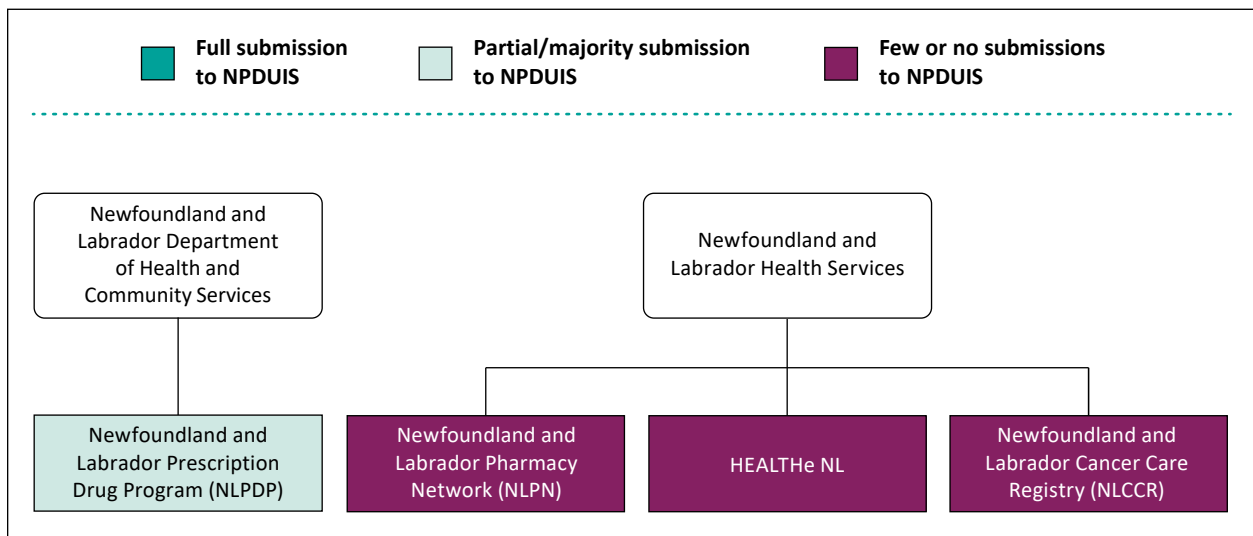 Full submission
to NPDUIS
Partial/majority submission
to NPDUIS
Few or no submissions
to NPDUIS
Newfoundland and
Labrador Department
of Health and
Community Services
Newfoundland and
Labrador Health Services
Newfoundland and
Labrador Prescription
Drug Program (NLPDP)
Newfoundland and
Labrador Pharmacy
Network (NLPN)
HEALTHe NL
Newfoundland and
Labrador Cancer Care
Registry (NLCCR)